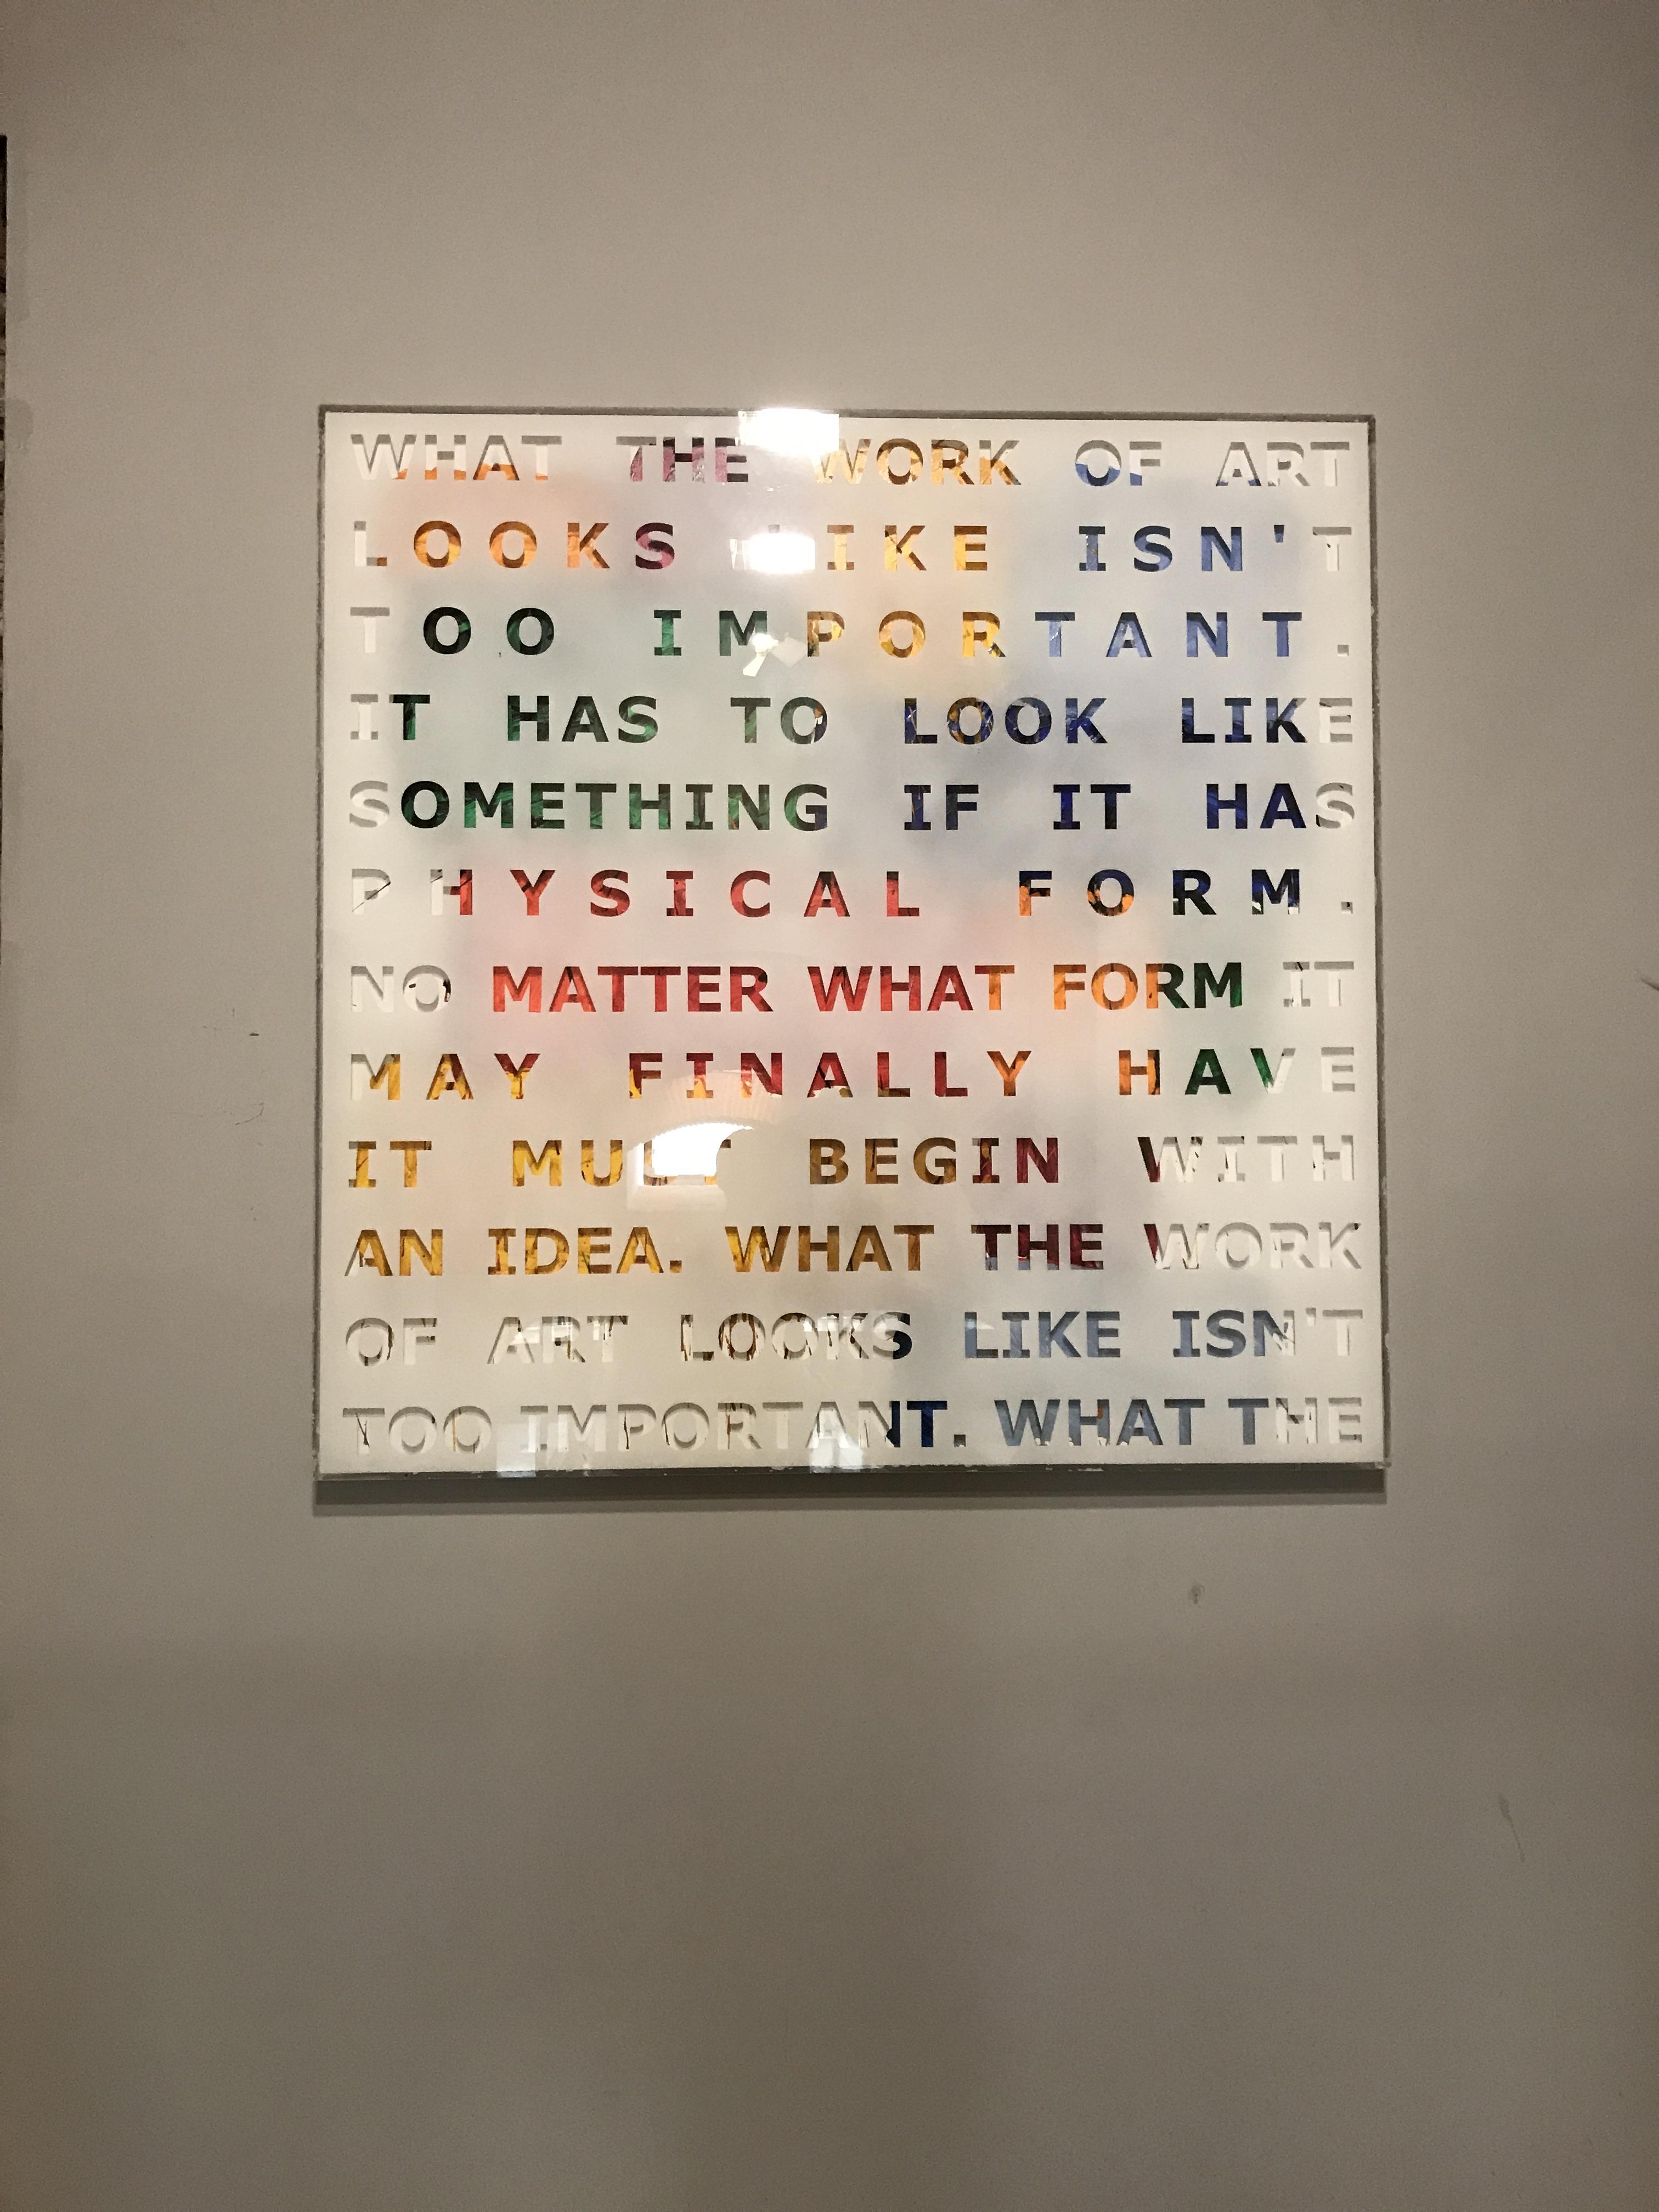 WHAT THE WORK OF ART
LOOKS LIKE ISN'T
TOO IMPORTANT.
IT HAS TO LOOK LIKE
SOMETHING IF IT HAS
PHYSICAL FORM.
NO MATTER WHAT FORM IT
MAY FINALLY HAVE
IT MUST BEGIN WITH
AN IDEA. WHAT THE WORK
OF ART LOOKS LIKE ISN'T
TOO IMPORTANT. WHAT THE